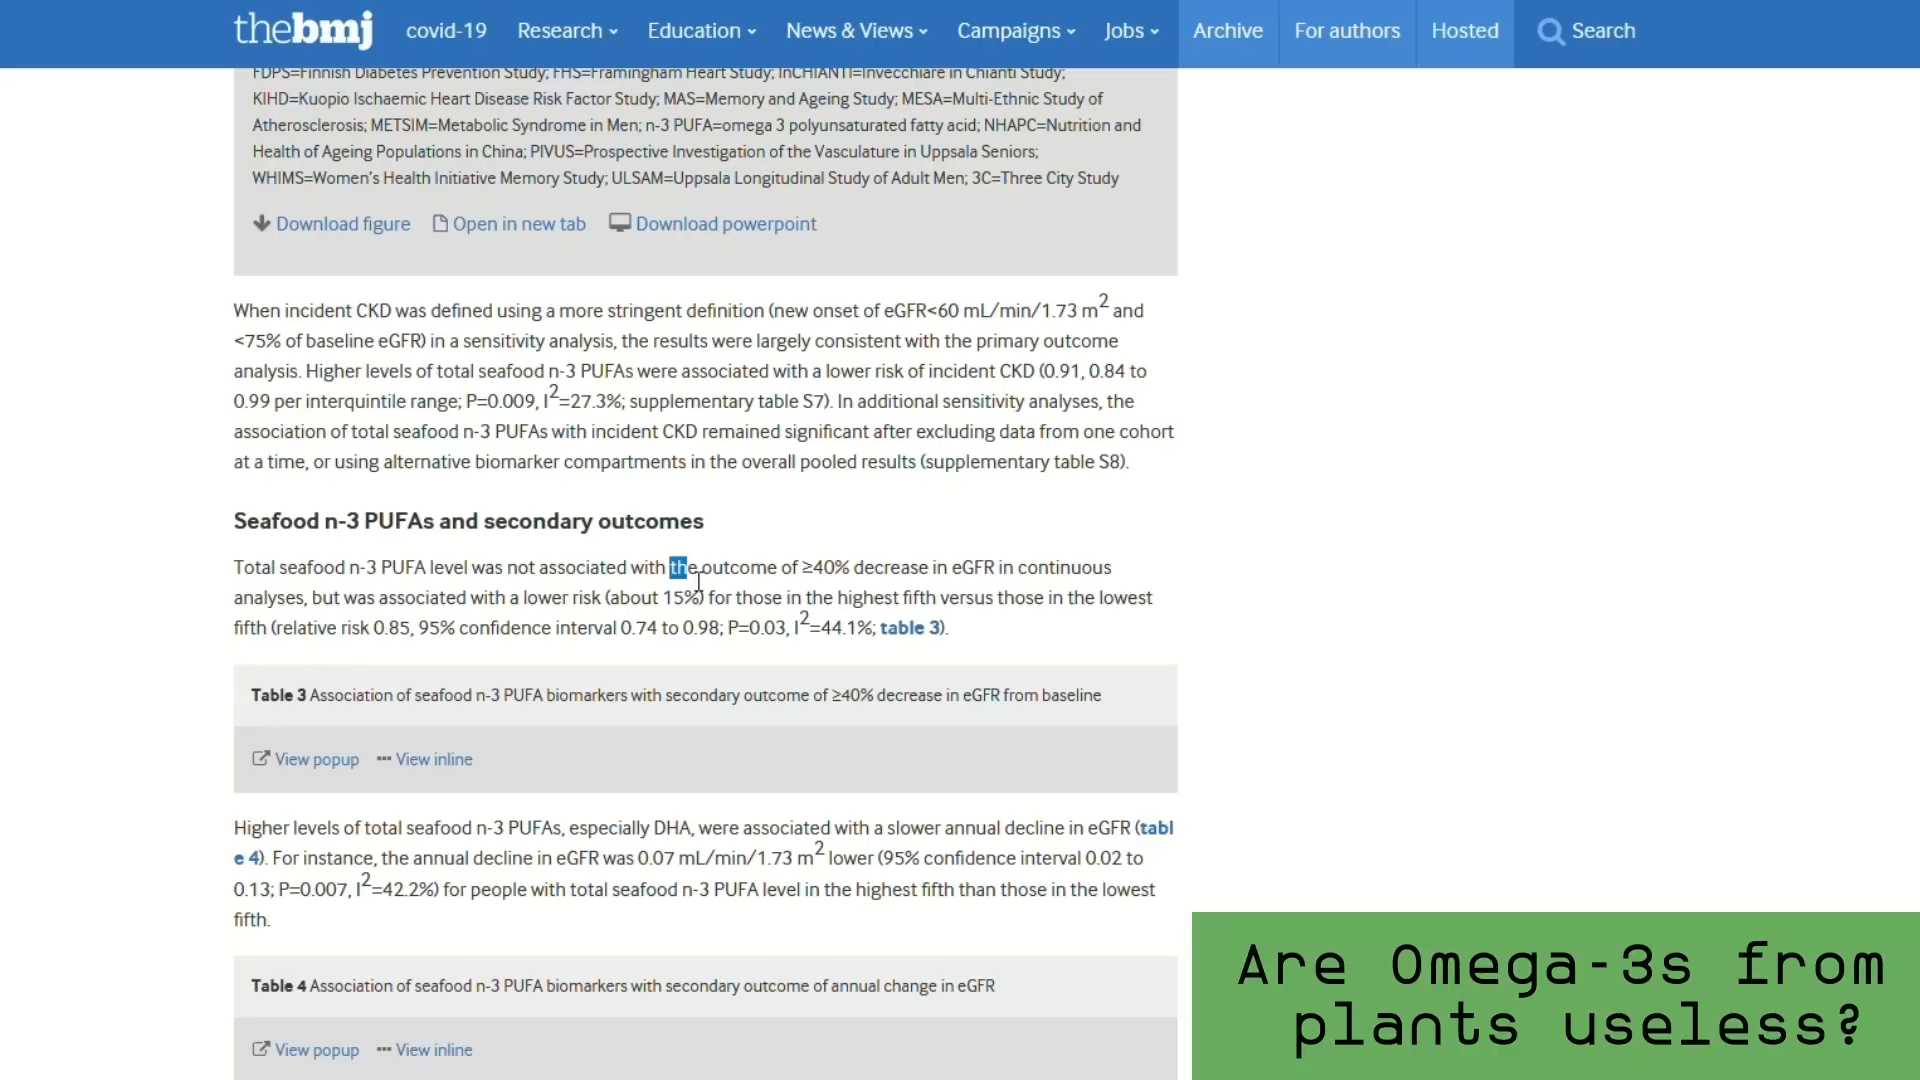 thebmj covid-19 Research Education News & Views Campaigns Jobs Archive For authors Hosted Search
FDPS=Finnish Diabetes Prevention Study; FHS=Framingham Heart Study; InCHIANTI=Invecchiare in Chianti Study;
KIHD=Kuopio Ischaemic Heart Disease Risk Factor Study; MAS=Memory and Ageing Study; MESA=Multi-Ethnic Study of
Atherosclerosis; METSIM=Metabolic Syndrome in Men; n-3 PUFA=omega 3 polyunsaturated fatty acid; NHAPC=Nutrition and
Health of Ageing Populations in China; PIVUS=Prospective Investigation of the Vasculature in Uppsala Seniors;
WHIMS=Women's Health Initiative Memory Study; ULSAM=Uppsala Longitudinal Study of Adult Men; 3C=Three City Study
Download figure Open in new tab Download powerpoint
When incident CKD was defined using a more stringent definition (new onset of eGFR<60 mL/min/1.73 m² and
<75% of baseline eGFR) in a sensitivity analysis, the results were largely consistent with the primary outcome
analysis. Higher levels of total seafood n-3 PUFAs were associated with a lower risk of incident CKD (0.91, 0.84 to
0.99 per interquintile range; P=0.009, I²=27.3%; supplementary table S7). In additional sensitivity analyses, the
association of total seafood n-3 PUFAs with incident CKD remained significant after excluding data from one cohort
at a time, or using alternative biomarker compartments in the overall pooled results (supplementary table S8).
Seafood n-3 PUFAs and secondary outcomes
Total seafood n-3 PUFA level was not associated with the outcome of ≥40% decrease in eGFR in continuous
analyses, but was associated with a lower risk (about 15%) for those in the highest fifth versus those in the lowest
fifth (relative risk 0.85, 95% confidence interval 0.74 to 0.98; P=0.03, I²=44.1%; table 3).
Table 3 Association of seafood n-3 PUFA biomarkers with secondary outcome of ≥40% decrease in eGFR from baseline
View popup View inline
Higher levels of total seafood n-3 PUFAs, especially DHA, were associated with a slower annual decline in eGFR (tabl
e 4). For instance, the annual decline in eGFR was 0.07 mL/min/1.73 m² lower (95% confidence interval 0.02 to
0.13; P=0.007, I²=42.2%) for people with total seafood n-3 PUFA level in the highest fifth than those in the lowest
fifth.
Table 4 Association of seafood n-3 PUFA biomarkers with secondary outcome of annual change in eGFR
View popup View inline
Are Omega-3s from
plants useless?